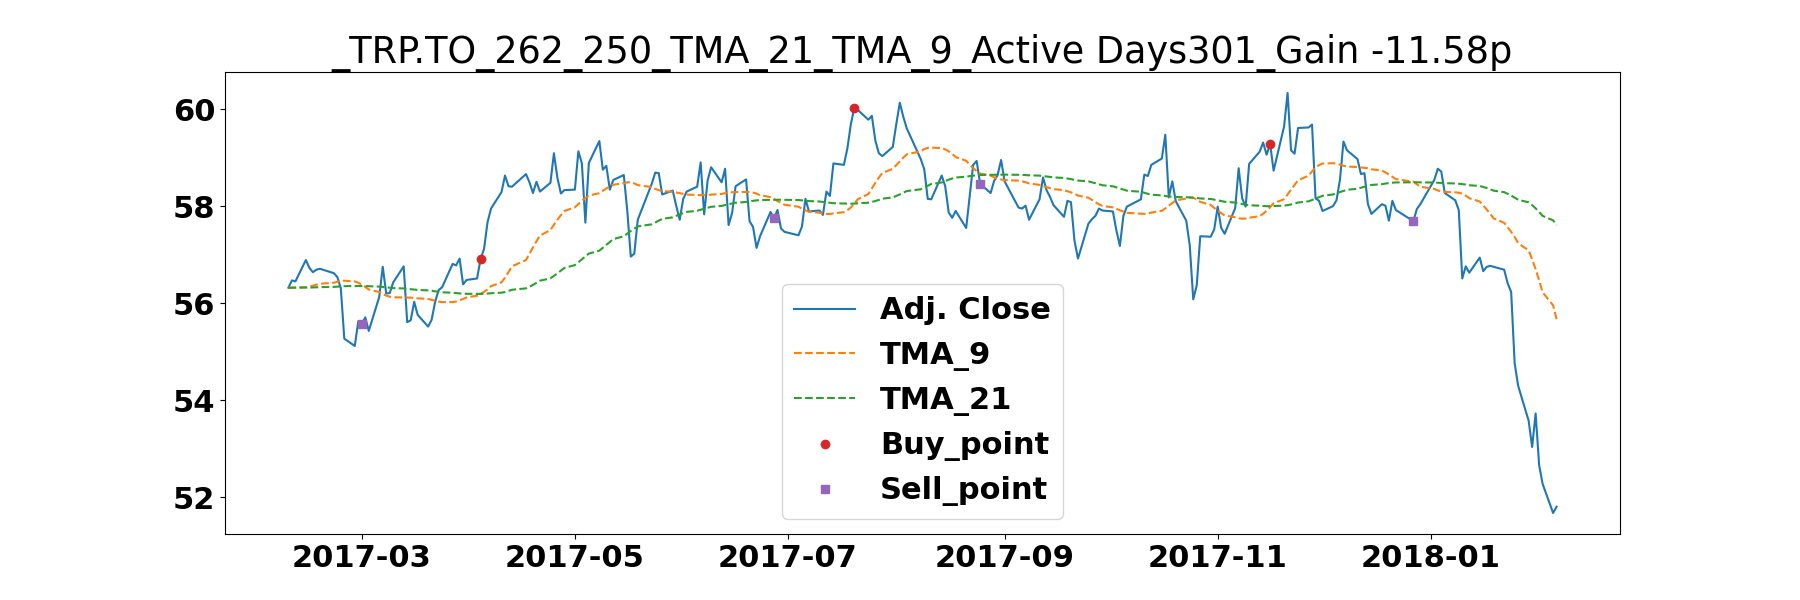 _TRP.TO_262_250_TMA_21_TMA_9_Active Days301_Gain -11.58p
60
58
56
54
52
Adj. Close
TMA_9
TMA_21
Buy_point
Sell_point
2017-03 2017-05 2017-07 2017-09 2017-11 2018-01